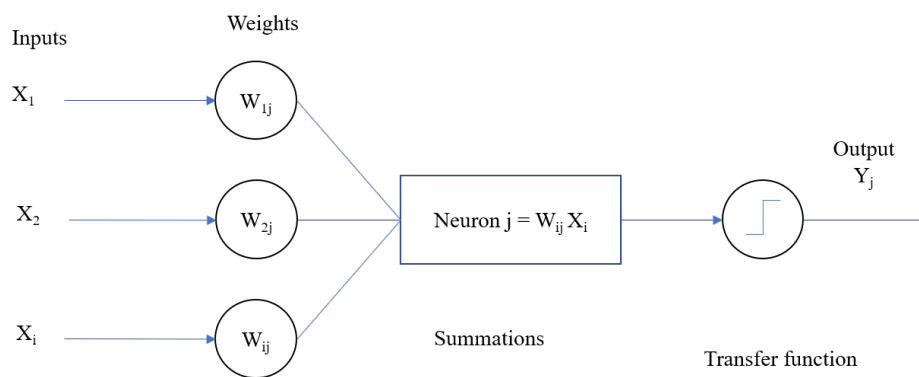 Inputs
Weights
X₁
W₁ⱼ
X₂
W₂ⱼ
Neuron j = Wᵢⱼ Xᵢ
Output
Yⱼ
Xᵢ
Wᵢⱼ
Summations
Transfer function